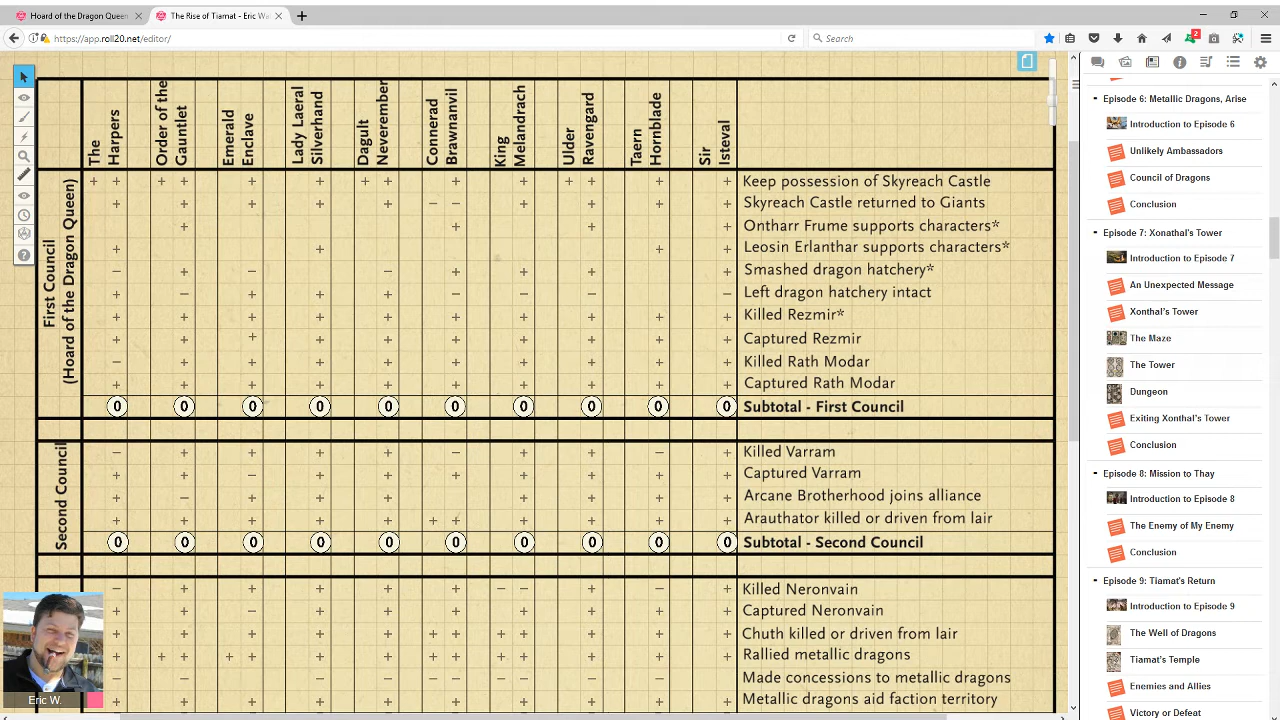 Hoard of the Dragon Queen
The Rise of Tiamat - Eric Wa
https://app.roll20.net/editor/
Search
2
The Harpers
Order of the Gauntlet
Emerald Enclave
Lady Laeral Silverhand
Dagult Neverember
Connerad Brawnanvil
King Melandrach
Ulder Ravengard
Taern Hornblade
Sir Isteval
First Council
(Hoard of the Dragon Queen)
+ + + + + + + + + + + + + + Keep possession of Skyreach Castle
+ + + + + − − + + + + Skyreach Castle returned to Giants
+ + + + Ontharr Frume supports characters*
+ + + + Leosin Erlanthar supports characters*
− + − − + + + + Smashed dragon hatchery*
+ − + + + − − − − Left dragon hatchery intact
+ + + + + + + + + + Killed Rezmir*
+ + + + + + + + + + Captured Rezmir
− + + + + + + + + + Killed Rath Modar
+ + + + + + + + + + Captured Rath Modar
0 0 0 0 0 0 0 0 0 0 Subtotal - First Council
Second Council
− + + + + − + + − + Killed Varram
+ + − + + + + + + + Captured Varram
+ − + + + + + + + + Arcane Brotherhood joins alliance
+ + + + + + + + + + + Arauthator killed or driven from lair
0 0 0 0 0 0 0 0 0 0 Subtotal - Second Council
− + + + + + − − + − + Killed Neronvain
+ + − + + + + + + + Captured Neronvain
+ + + + + + + + + + + + Chuth killed or driven from lair
+ + + + + + + + + + + + + + Rallied metallic dragons
− − − − − − − − − − − − Made concessions to metallic dragons
+ + + + + + + + + + + + Metallic dragons aid faction territory
Eric W.
Episode 6: Metallic Dragons, Arise
Introduction to Episode 6
Unlikely Ambassadors
Council of Dragons
Conclusion
Episode 7: Xonathal's Tower
Introduction to Episode 7
An Unexpected Message
Xonthal's Tower
The Maze
The Tower
Dungeon
Exiting Xonthal's Tower
Conclusion
Episode 8: Mission to Thay
Introduction to Episode 8
The Enemy of My Enemy
Conclusion
Episode 9: Tiamat's Return
Introduction to Episode 9
The Well of Dragons
Tiamat's Temple
Enemies and Allies
Victory or Defeat